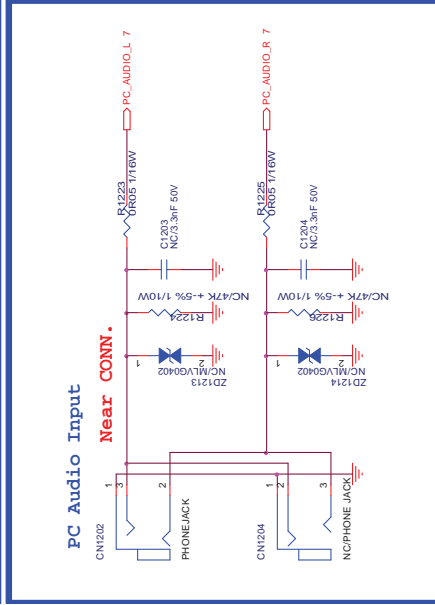 PC Audio Input
Near CONN.
CN1202
1
3
2
PHONEJACK
CN1204
1
2
3
NC/PHONE JACK
1
2
ZD1213
NC/MLVG0402
R1224
NC/47K +-5% 1/10W
C1203
NC/3.3nF 50V
R1223
0R05 1/16W
PC_AUDIO_L 7
1
2
ZD1214
NC/MLVG0402
R1226
NC/47K +-5% 1/10W
C1204
NC/3.3nF 50V
R1225
0R05 1/16W
PC_AUDIO_R 7